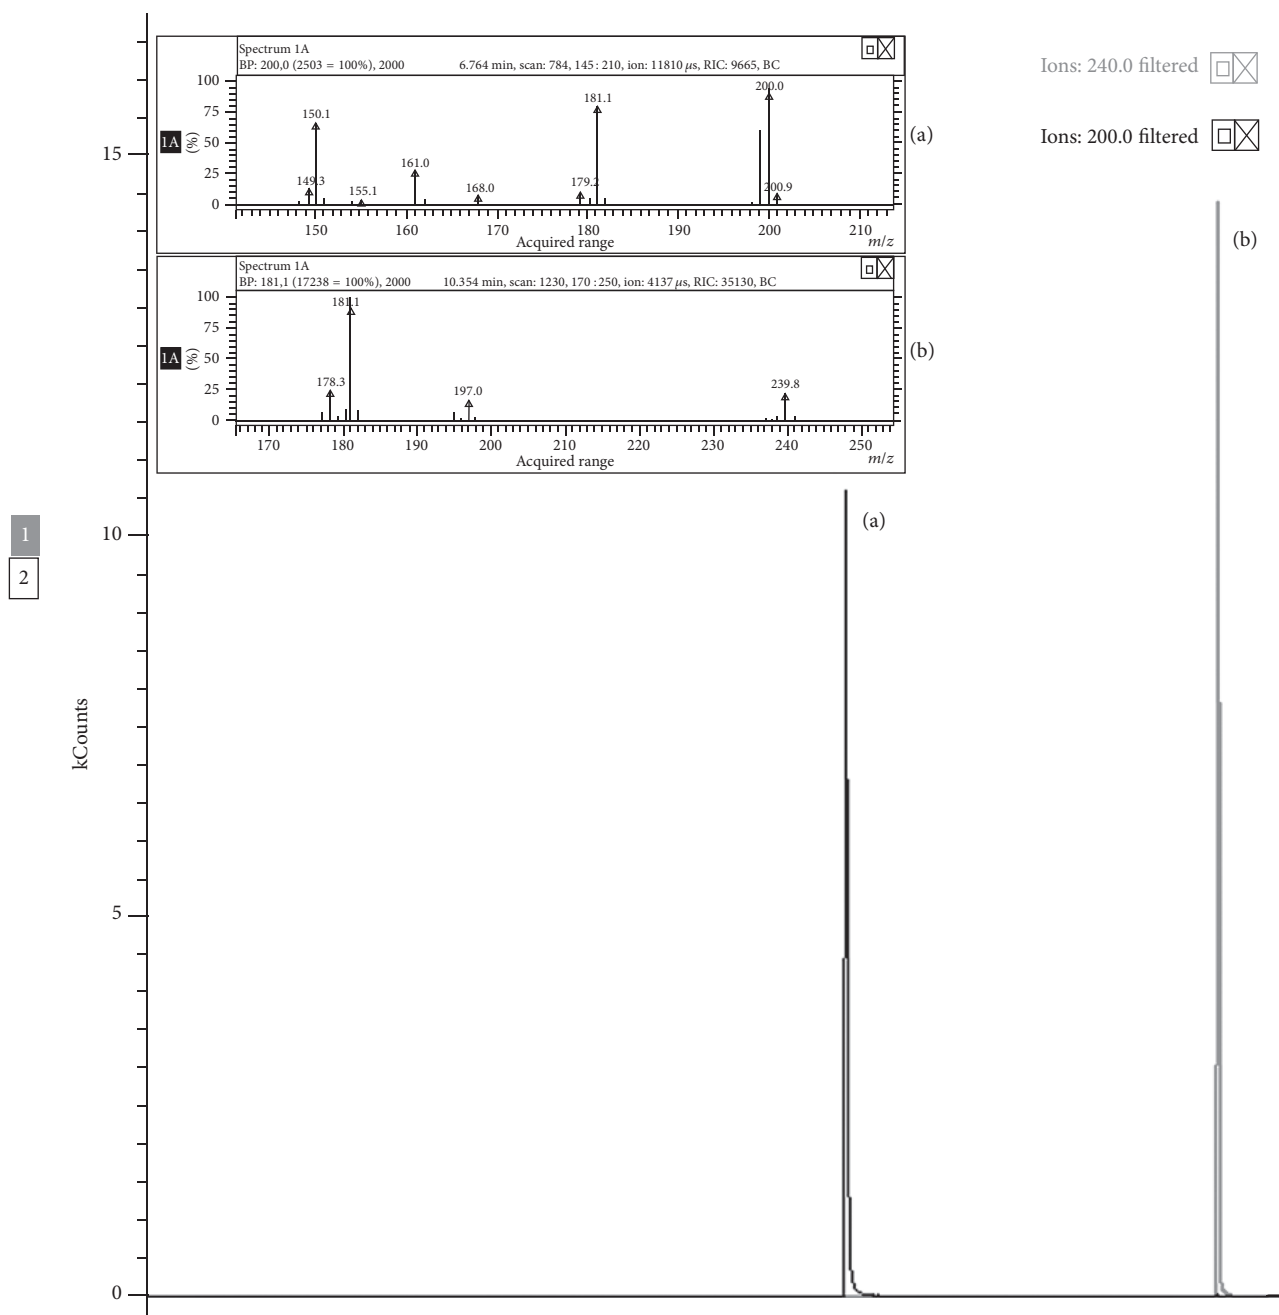 Spectrum 1A
BP: 200,0 (2503 = 100%), 2000 6.764 min, scan: 784, 145 : 210, ion: 11810 μs, RIC: 9665, BC
100
75
50
25
0
1A
(%)
149.3
150.1
155.1
161.0
168.0
179.2
181.1
200.0
200.9
(a)
150 160 170 180 190 200 210
Acquired range
m/z
Spectrum 1A
BP: 181,1 (17238 = 100%), 2000 10.354 min, scan: 1230, 170 : 250, ion: 4137 μs, RIC: 35130, BC
100
75
50
25
0
1A
(%)
178.3
181.1
197.0
239.8
(b)
170 180 190 200 210 220 230 240 250
Acquired range
m/z
Ions: 240.0 filtered
Ions: 200.0 filtered
(b)
(a)
15
10
5
0
kCounts
1
2